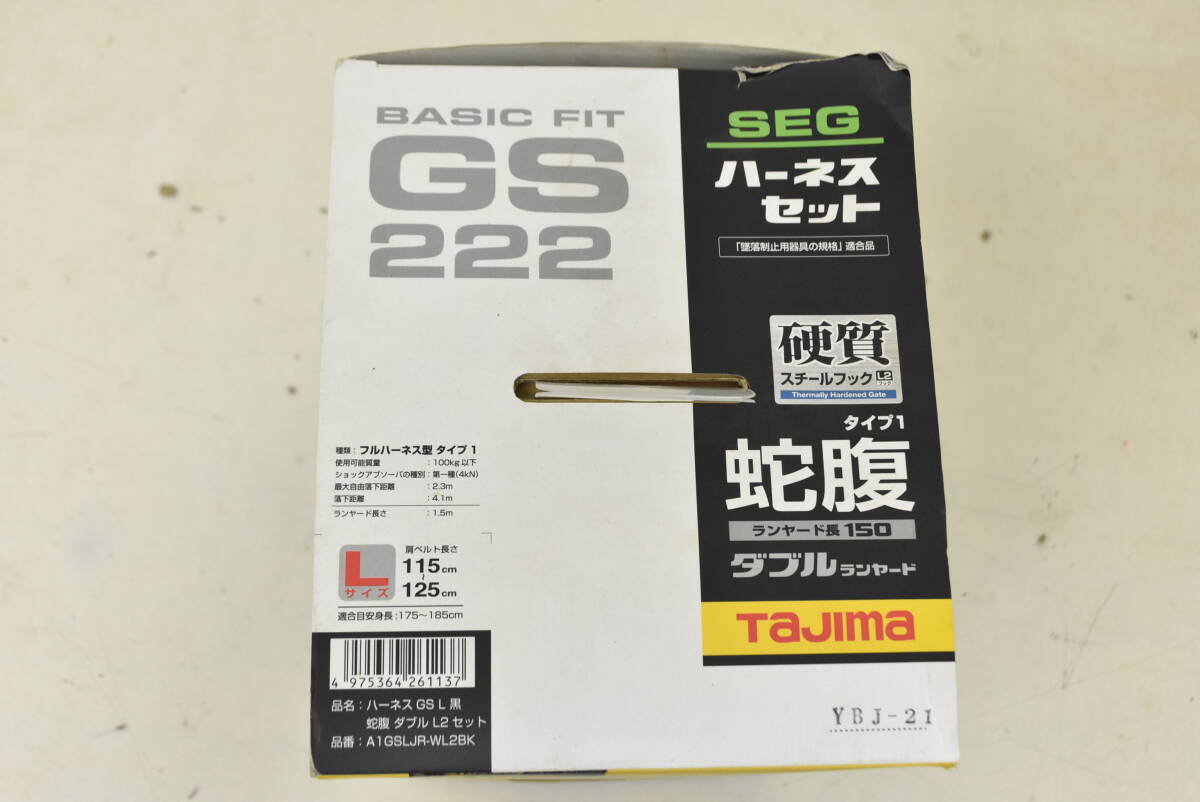 BASIC FIT
GS
222
種類：フルハーネス型 タイプ1
使用可能質量：100kg以下
ショックアブソーバの種別：第一種(4kN)
最大自由落下距離：2.3m
落下距離：4.1m
ランヤード長さ：1.5m
L
サイズ
肩ベルト長さ
115cm
~
125cm
適合目安身長：175～185cm
4 975364 261137
品名：ハーネス GS L 黒
蛇腹 ダブル L2 セット
品番：A1GSLJR-WL2BK
SEG
ハーネス
セット
「墜落制止用器具の規格」適合品
硬質
スチールフック L2
フック
Thermally Hardened Gate
タイプ1
蛇腹
ランヤード長 150
ダブルランヤード
TAJIMA
YBJ-21